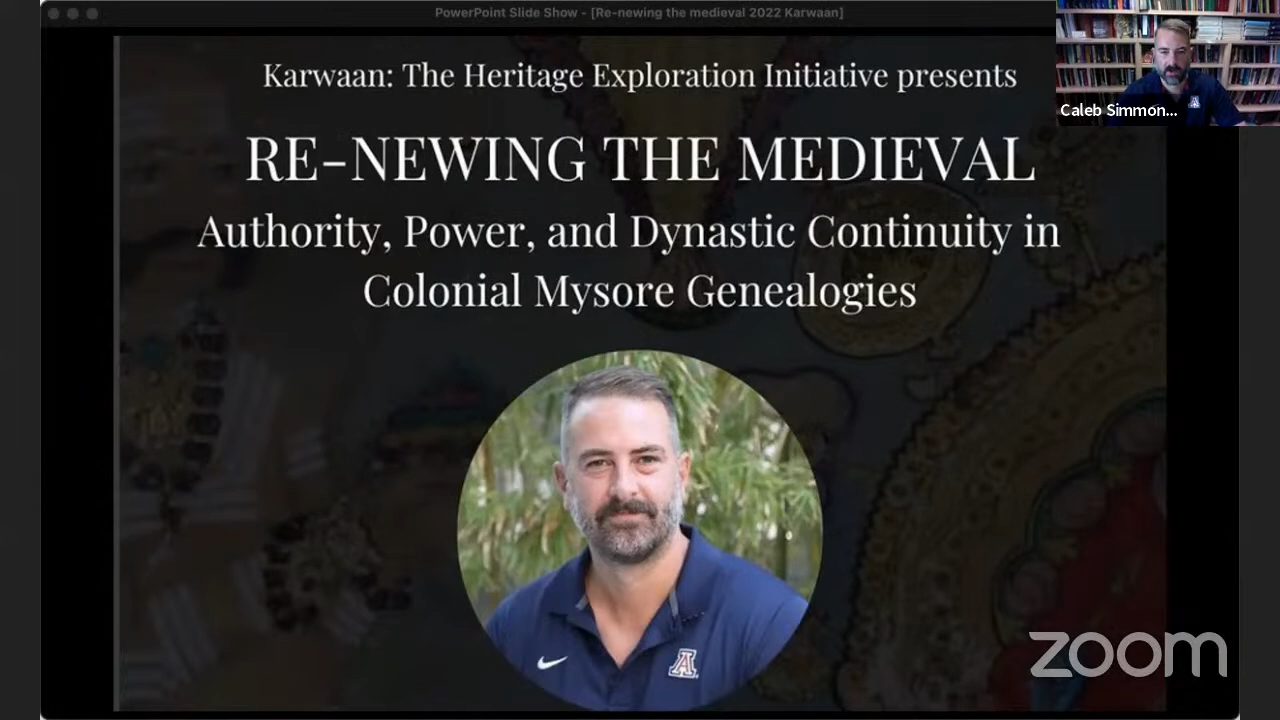 PowerPoint Slide Show - [Re-newing the medieval 2022 Karwaan]
Caleb Simmon...
Karwaan: The Heritage Exploration Initiative presents
RE-NEWING THE MEDIEVAL
Authority, Power, and Dynastic Continuity in
Colonial Mysore Genealogies
A
A
zoom